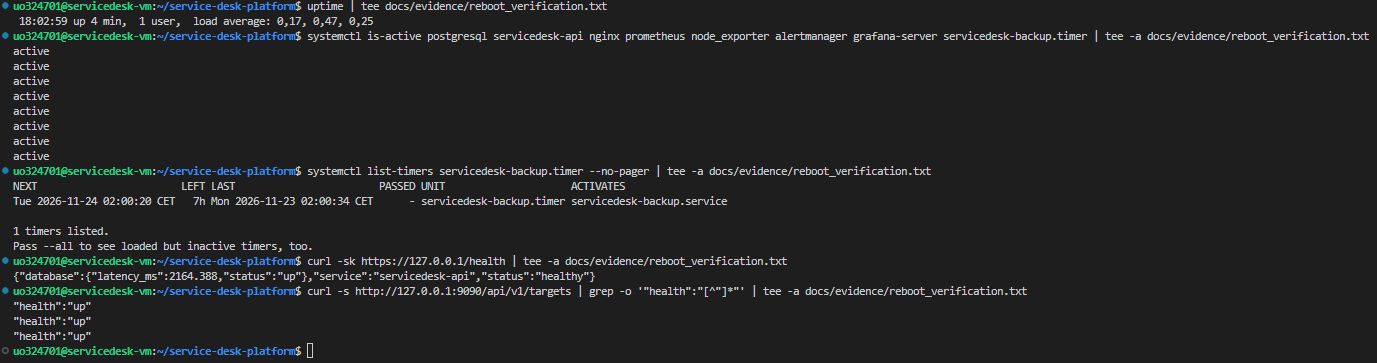 uo324701@servicedesk-vm:~/service-desk-platform$ uptime | tee docs/evidence/reboot_verification.txt
 18:02:59 up 4 min,  1 user,  load average: 0,17, 0,47, 0,25
uo324701@servicedesk-vm:~/service-desk-platform$ systemctl is-active postgresql servicedesk-api nginx prometheus node_exporter alertmanager grafana-server servicedesk-backup.timer | tee -a docs/evidence/reboot_verification.txt
active
active
active
active
active
active
active
active
uo324701@servicedesk-vm:~/service-desk-platform$ systemctl list-timers servicedesk-backup.timer --no-pager | tee -a docs/evidence/reboot_verification.txt
NEXT                         LEFT LAST                         PASSED UNIT                     ACTIVATES
Tue 2026-11-24 02:00:20 CET   7h Mon 2026-11-23 02:00:34 CET      - servicedesk-backup.timer servicedesk-backup.service
1 timers listed.
Pass --all to see loaded but inactive timers, too.
uo324701@servicedesk-vm:~/service-desk-platform$ curl -sk https://127.0.0.1/health | tee -a docs/evidence/reboot_verification.txt
{"database":{"latency_ms":2164.388,"status":"up"},"service":"servicedesk-api","status":"healthy"}
uo324701@servicedesk-vm:~/service-desk-platform$ curl -s http://127.0.0.1:9090/api/v1/targets | grep -o '"health":"[^"]*"' | tee -a docs/evidence/reboot_verification.txt
"health":"up"
"health":"up"
"health":"up"
uo324701@servicedesk-vm:~/service-desk-platform$